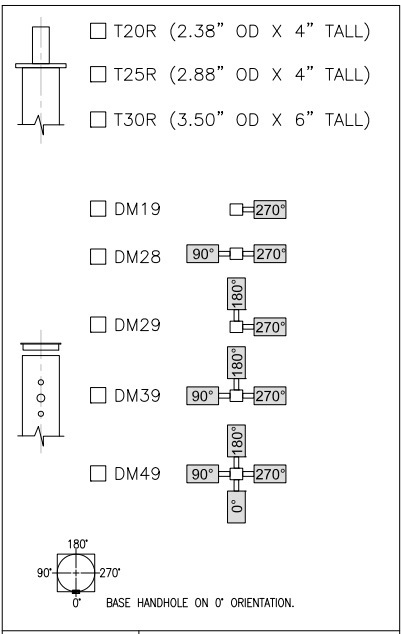 T20R (2.38" OD X 4" TALL)
T25R (2.88" OD X 4" TALL)
T30R (3.50" OD X 6" TALL)
DM19 270°
DM28 90° 270°
180°
DM29 270°
180°
DM39 90° 270°
180°
DM49 90° 270°
0°
180°
90° 270°
0° BASE HANDHOLE ON 0° ORIENTATION.